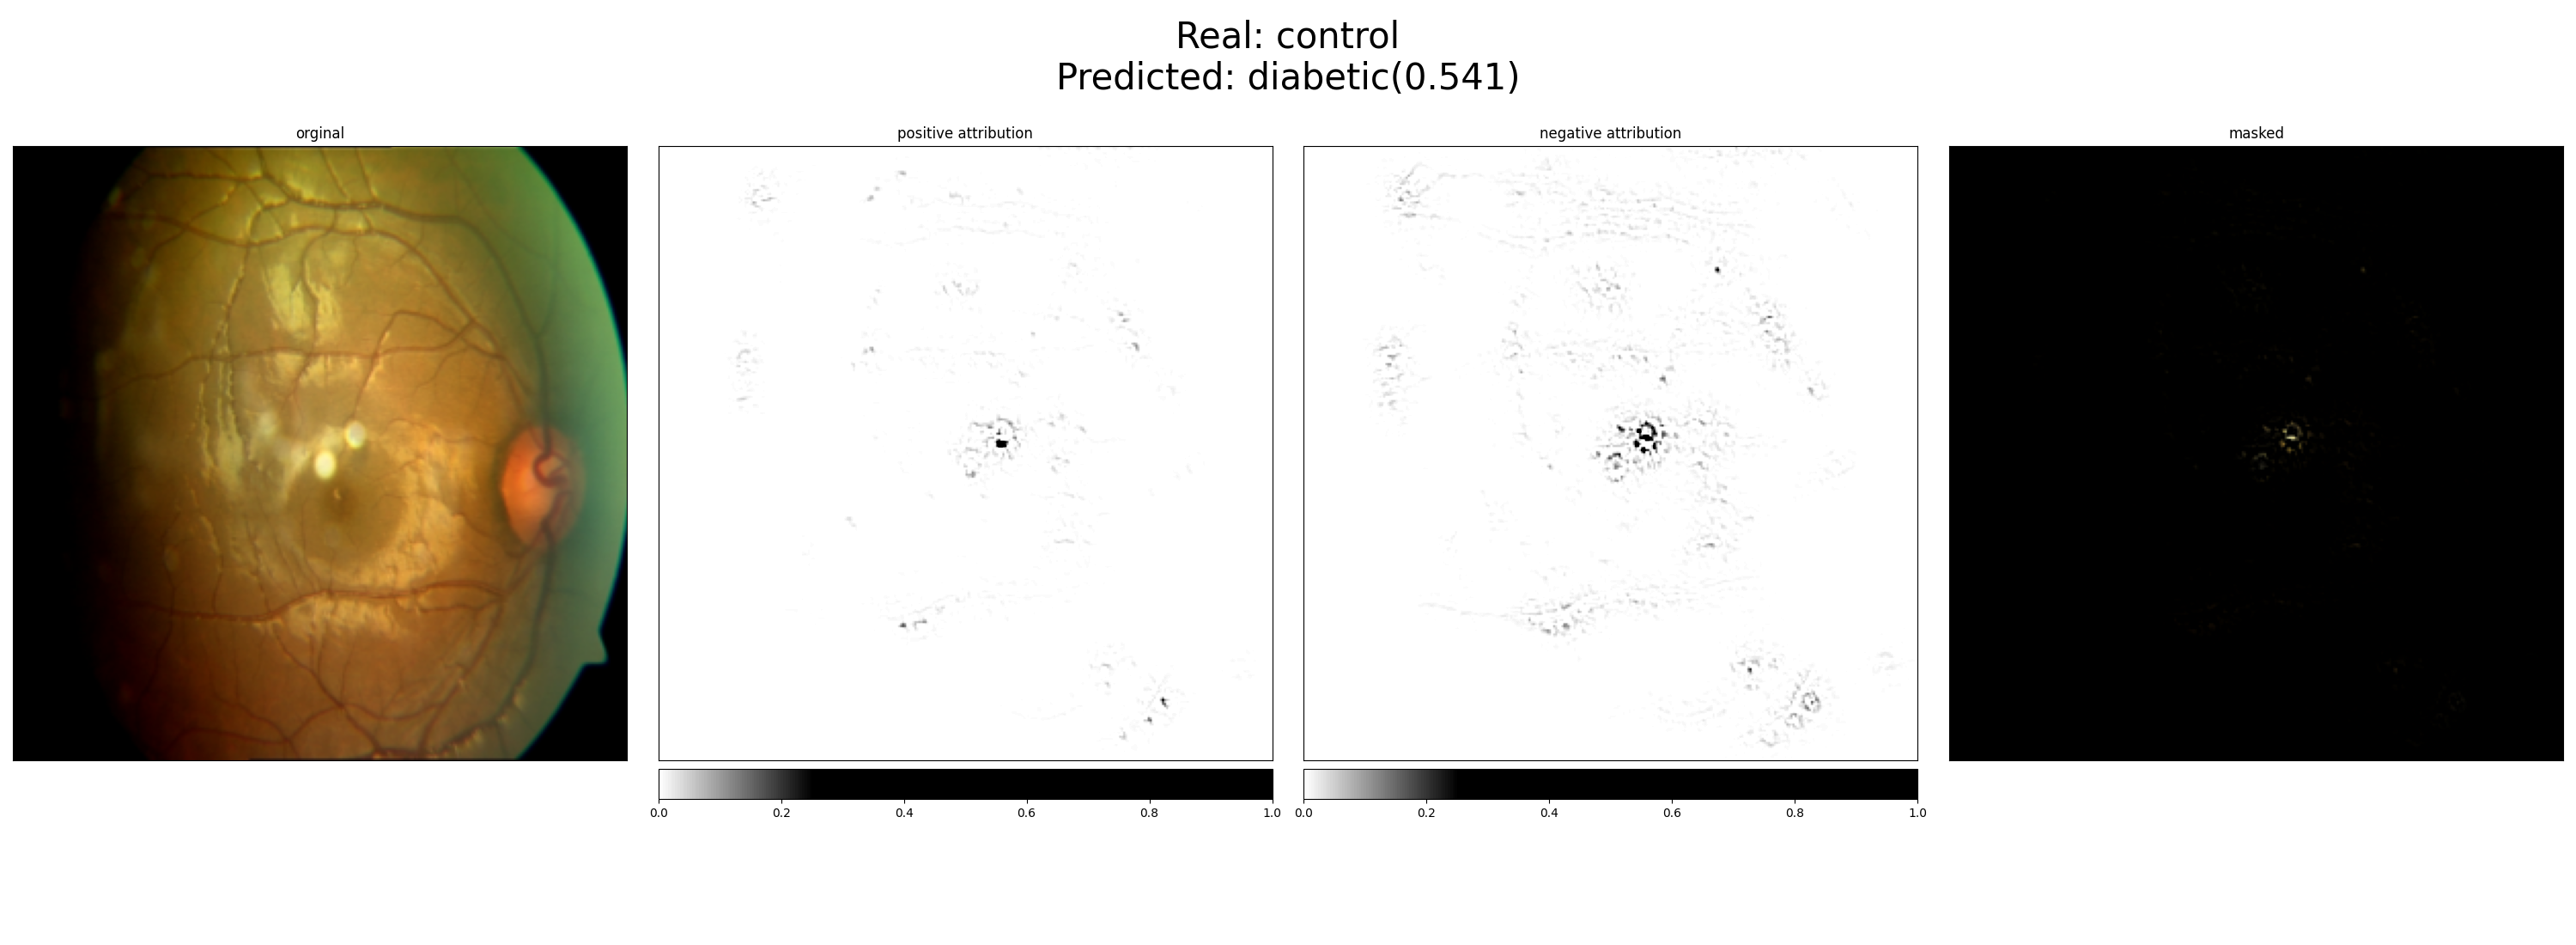 Real: control
Predicted: diabetic(0.541)
orginal
positive attribution
negative attribution
masked
0.0 0.2 0.4 0.6 0.8 1.0
0.0 0.2 0.4 0.6 0.8 1.0